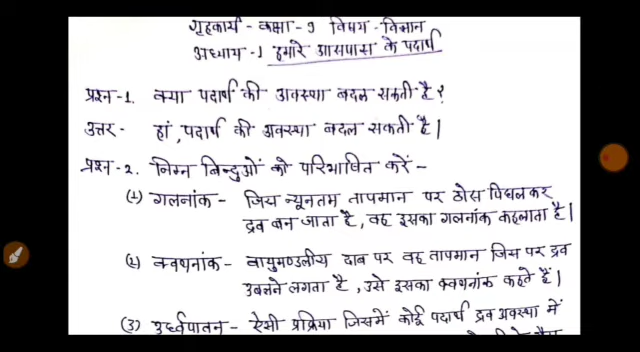 गृहकार्य - कक्षा - 9 विषय - विज्ञान
अध्याय -1 हमारे आसपास के पदार्थ
प्रश्न-1. क्या पदार्थ की अवस्था बदल सकती है?
उत्तर- हां, पदार्थ की अवस्था बदल सकती है।
प्रश्न-2. निम्न बिन्दुओं को परिभाषित करें -
(1) गलनांक - जिस न्यूनतम तापमान पर ठोस पिघलकर
द्रव बन जाता है, वह इसका गलनांक कहलाता है।
(2) क्वथनांक - वायुमण्डलीय दाब पर वह तापमान जिस पर द्रव
उबलने लगता है, उसे इसका क्वथनांक कहते हैं।
(3) उर्ध्वपातन - ऐसी प्रक्रिया जिसमें कोई पदार्थ द्रव अवस्था में